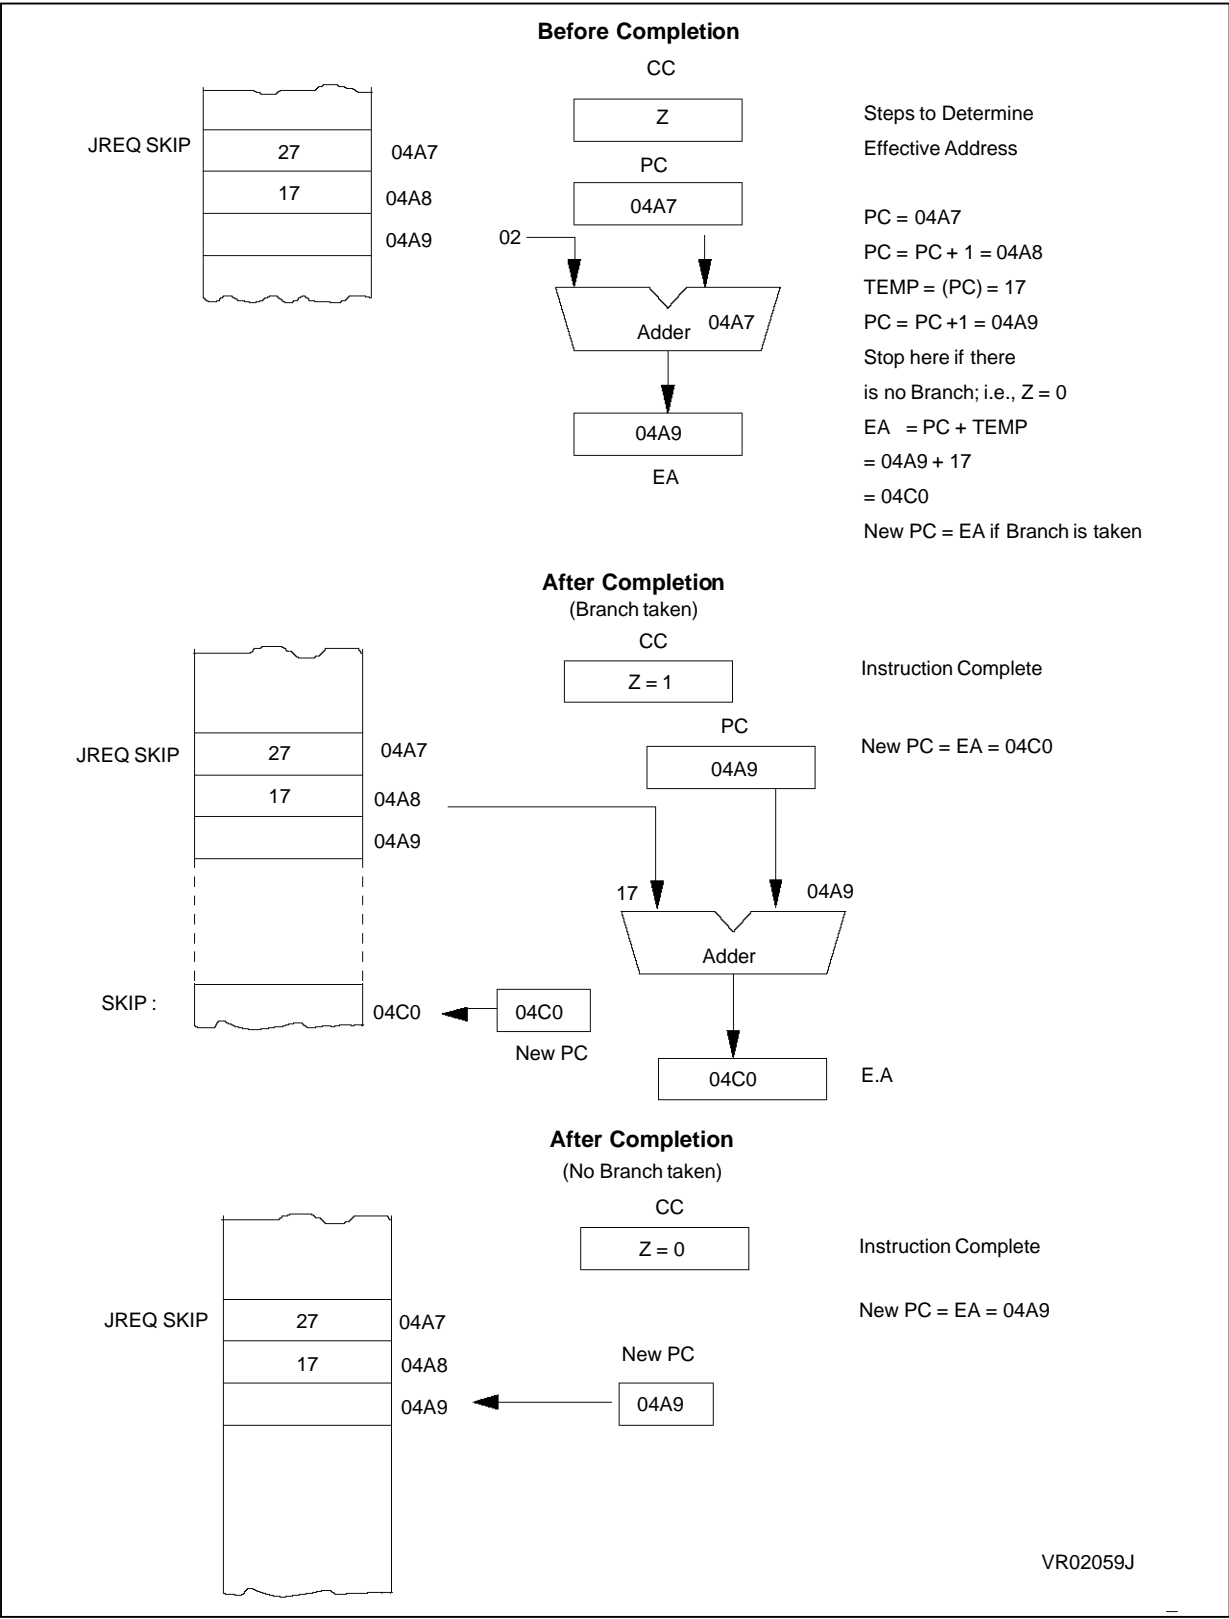 Before Completion
CC
Z
Steps to Determine
JREQ SKIP
27
04A7
PC
Effective Address
17
04A8
04A7
PC = 04A7
04A9
02
PC = PC + 1 = 04A8
TEMP = (PC) = 17
Adder
04A7
PC = PC +1 = 04A9
Stop here if there
is no Branch; i.e., Z = 0
04A9
EA = PC + TEMP
EA
= 04A9 + 17
= 04C0
New PC = EA if Branch is taken
After Completion
(Branch taken)
CC
Z = 1
Instruction Complete
PC
JREQ SKIP
27
04A7
04A9
New PC = EA = 04C0
17
04A8
04A9
17
04A9
Adder
SKIP :
04C0
04C0
New PC
04C0
E.A
After Completion
(No Branch taken)
CC
Z = 0
Instruction Complete
JREQ SKIP
27
04A7
New PC = EA = 04A9
17
04A8
New PC
04A9
04A9
VR02059J